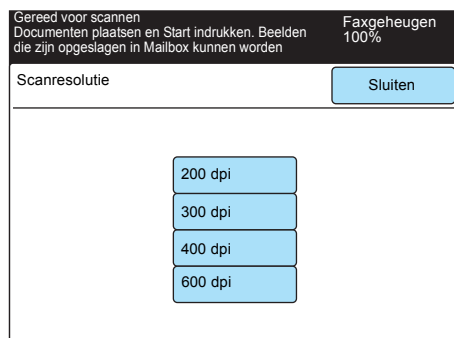 Gereed voor scannen
Documenten plaatsen en Start indrukken. Beelden
die zijn opgeslagen in Mailbox kunnen worden
Faxgeheugen
100%
Scanresolutie
Sluiten
200 dpi
300 dpi
400 dpi
600 dpi